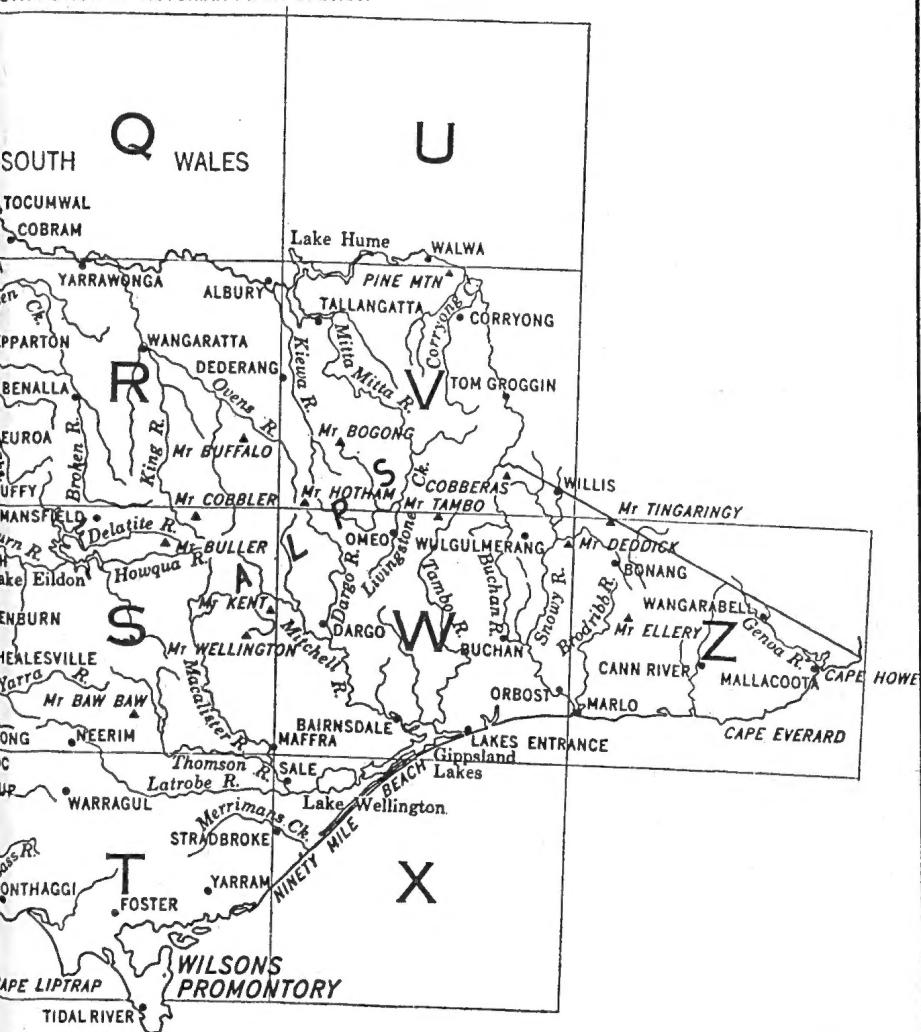 Q
U
SOUTH WALES
TOCUMWAL
COBRAM
Lake Hume
WALWA
YARRAWONGA
ALBURY
PINE MTN
TALLANGATTA
Corryong C.
CORRYONG
Ck.
WANGARATTA
DEDERANG
Kiewa R.
Mitta Mitta R.
R
V
BENALLA
Ovens R.
TOM GROGGIN
EUROA
Broken R.
King R.
MT BUFFALO
MT BOGONG
ALPS
Ck.
COBBERAS
WILLIS
MT COBBLER
MT HOTHAM
MT TAMBO
MT TINGARINGY
MANSFIELD
Delatite R.
OMEO
Livingstone
WULGULMERANG
MT DEDDICK
MT BULLER
BONANG
Eildon
Howqua R.
Dargo R.
Tambo R.
Buchan R.
Snowy R.
Brodribb R.
WANGARABELL
Genoa R.
MT KENT
S
W
Z
MT ELLERY
DARGO
MT WELLINGTON
Mitchell R.
BUCHAN
HEALESVILLE
CANN RIVER
MALLACOOTA
CAPE HOWE
Yarra R.
MT BAW BAW
Macalister R.
ORBOST
MARLO
BAIRNSDALE
CAPE EVERARD
NEERIM
MAFFRA
LAKES ENTRANCE
Thomson R.
SALE
Gippsland
Lakes
Latrobe R.
Lake Wellington
WARRAGUL
Merrimans Ck.
STRADBROKE
NINETY MILE BEACH
T
X
YARRAM
FOSTER
WILSONS
PROMONTORY
LIPTRAP
TIDAL RIVER